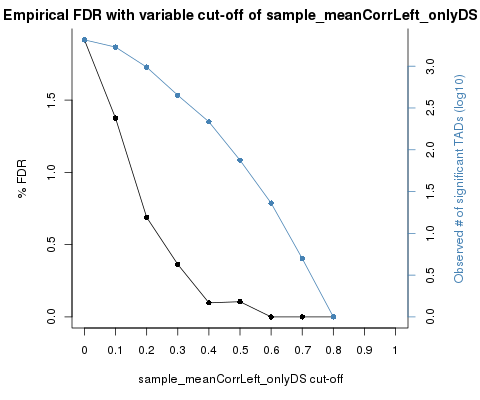 Empirical FDR with variable cut-off of sample_meanCorrLeft_onlyDS
% FDR
1.5
1.0
0.5
0.0
3.0
2.5
2.0
1.5
1.0
0.5
0.0
Observed # of significant TADs (log10)
0 0.1 0.2 0.3 0.4 0.5 0.6 0.7 0.8 0.9 1
sample_meanCorrLeft_onlyDS cut-off